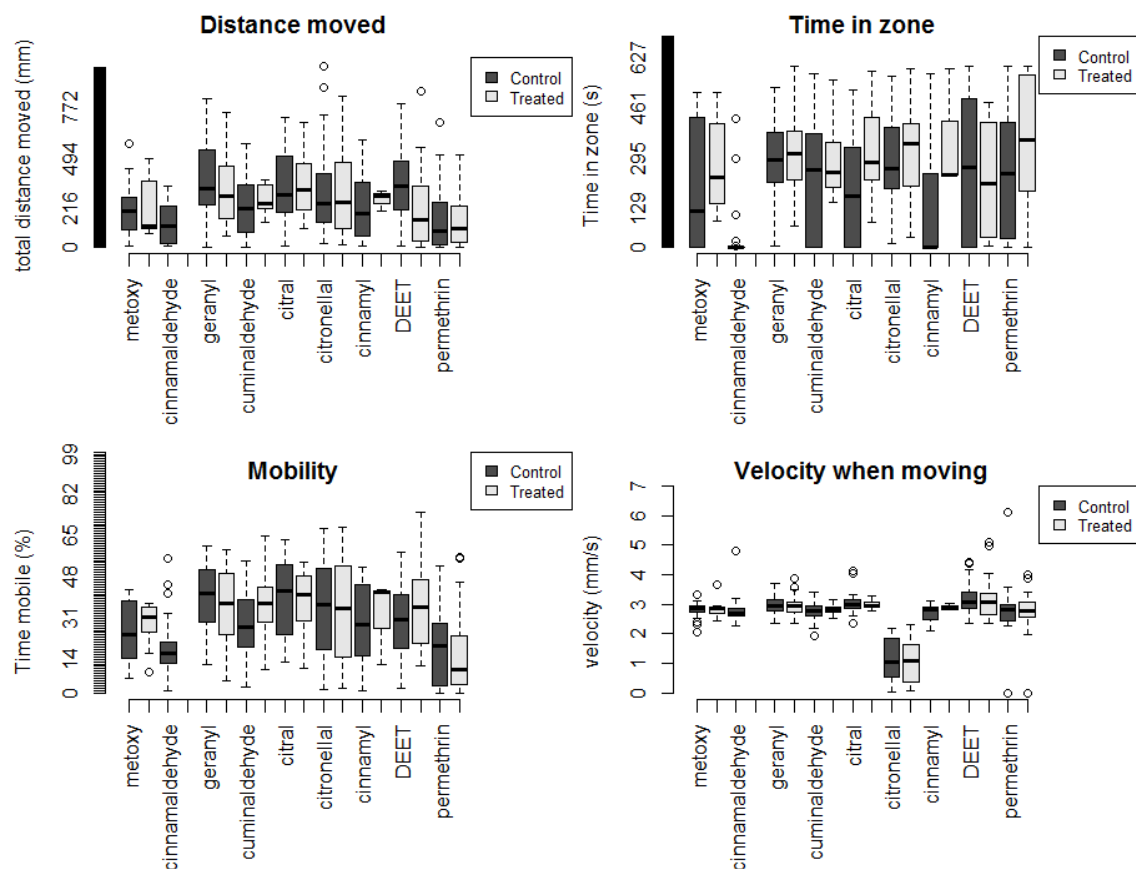 Distance moved
total distance moved (mm)
0 216 494 772
Control
Treated
metoxy
cinnamaldehyde
geranyl
cuminaldehyde
citral
citronellal
cinnamyl
DEET
permethrin
Time in zone
Time in zone (s)
0 129 295 461 627
Control
Treated
metoxy
cinnamaldehyde
geranyl
cuminaldehyde
citral
citronellal
cinnamyl
DEET
permethrin
Mobility
Time mobile (%)
0 14 31 48 65 82 99
Control
Treated
metoxy
cinnamaldehyde
geranyl
cuminaldehyde
citral
citronellal
cinnamyl
DEET
permethrin
Velocity when moving
velocity (mm/s)
0 1 2 3 4 5 6 7
Control
Treated
metoxy
cinnamaldehyde
geranyl
cuminaldehyde
citral
citronellal
cinnamyl
DEET
permethrin